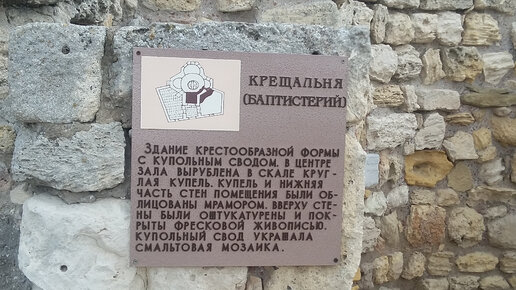 КРЕЩАЛЬНЯ
(БАПТИСТЕРИЙ)
ЗДАНИЕ КРЕСТООБРАЗНОЙ ФОРМЫ
С КУПОЛЬНЫМ СВОДОМ. В ЦЕНТРЕ
ЗАЛА ВЫРУБЛЕНА В СКАЛЕ КРУГ-
ЛАЯ КУПЕЛЬ. КУПЕЛЬ И НИЖНЯЯ
ЧАСТЬ СТЕН ПОМЕЩЕНИЯ БЫЛИ ОБ-
ЛИЦОВАНЫ МРАМОРОМ. ВВЕРХУ СТЕ-
НЫ БЫЛИ ОШТУКАТУРЕНЫ И ПОК-
РЫТЫ ФРЕСКОВОЙ ЖИВОПИСЬЮ.
КУПОЛЬНЫЙ СВОД УКРАШАЛА
СМАЛЬТОВАЯ МОЗАИКА.